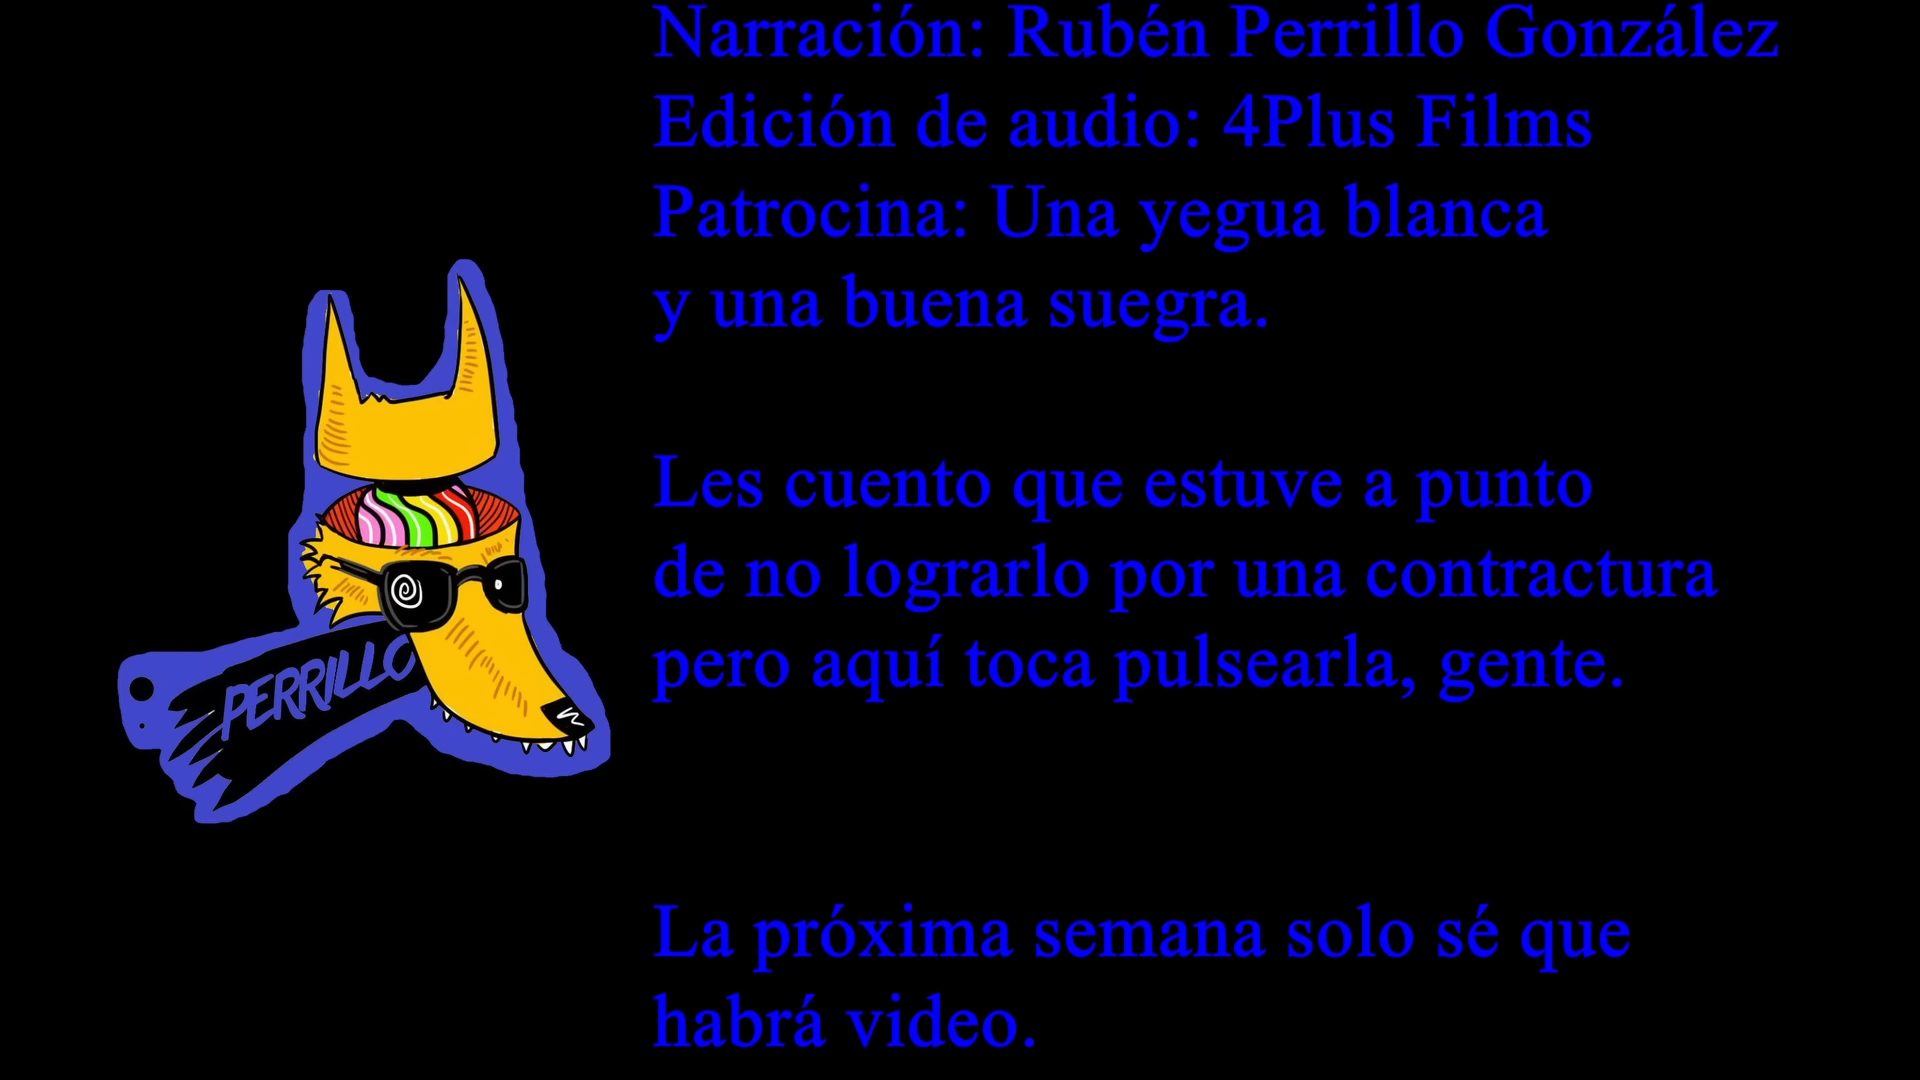 Narración: Rubén Perrillo González
Edición de audio: 4Plus Films
Patrocina: Una yegua blanca
y una buena suegra.
Les cuento que estuve a punto
de no lograrlo por una contractura
pero aquí toca pulsearla, gente.
PERRILLO
La próxima semana solo sé que
habrá video.